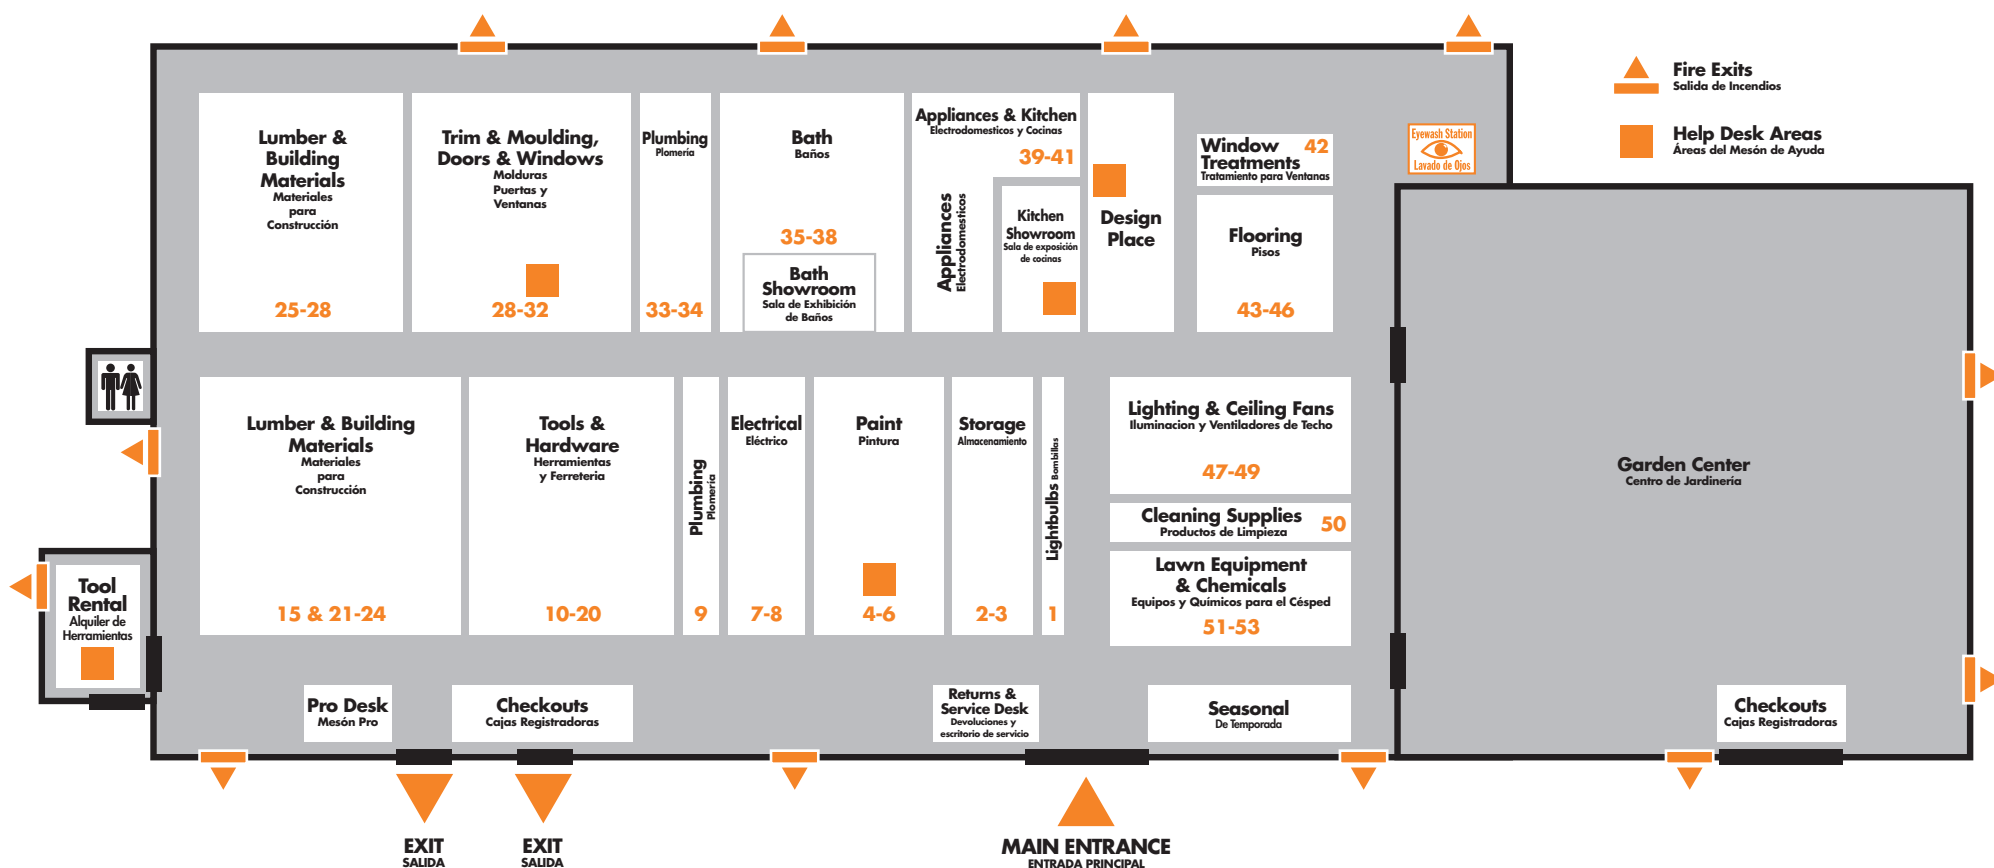 Fire Exits
Salida de Incendios
Help Desk Areas
Áreas del Mesón de Ayuda
Lumber &
Building
Materials
Materiales
para
Construcción
25-28
Trim & Moulding,
Doors & Windows
Molduras
Puertas y
Ventanas
28-32
Plumbing
Plomería
33-34
Bath
Baños
35-38
Bath
Showroom
Sala de Exhibición
de Baños
Appliances & Kitchen
Electrodomesticos y Cocinas
39-41
Appliances
Electrodomesticos
Kitchen
Showroom
Sala de exposición
de cocinas
Design
Place
Window 42
Treatments
Tratamiento para Ventanas
Flooring
Pisos
43-46
Eyewash Station
Lavado de Ojos
Lumber & Building
Materials
Materiales
para
Construcción
15 & 21-24
Tools &
Hardware
Herramientas
y Ferreteria
10-20
Plumbing
Plomería
9
Electrical
Eléctrico
7-8
Paint
Pintura
4-6
Storage
Almacenamiento
2-3
Lightbulbs Bombillas
1
Lighting & Ceiling Fans
Iluminacion y Ventiladores de Techo
47-49
Cleaning Supplies 50
Productos de Limpieza
Lawn Equipment
& Chemicals
Equipos y Químicos para el Césped
51-53
Garden Center
Centro de Jardinería
Tool
Rental
Alquiler de
Herramientas
Pro Desk
Mesón Pro
Checkouts
Cajas Registradoras
Returns &
Service Desk
Devoluciones y
escritorio de servicio
Seasonal
De Temporada
Checkouts
Cajas Registradoras
EXIT
SALIDA
EXIT
SALIDA
MAIN ENTRANCE
ENTRADA PRINCIPAL